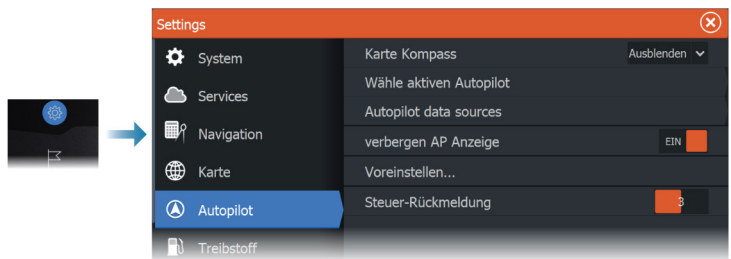 Settings
System
Services
Navigation
Karte
Autopilot
Treibstoff
Karte Kompass Ausblenden
Wähle aktiven Autopilot
Autopilot data sources
verbergen AP Anzeige EIN
Voreinstellen...
Steuer-Rückmeldung 3